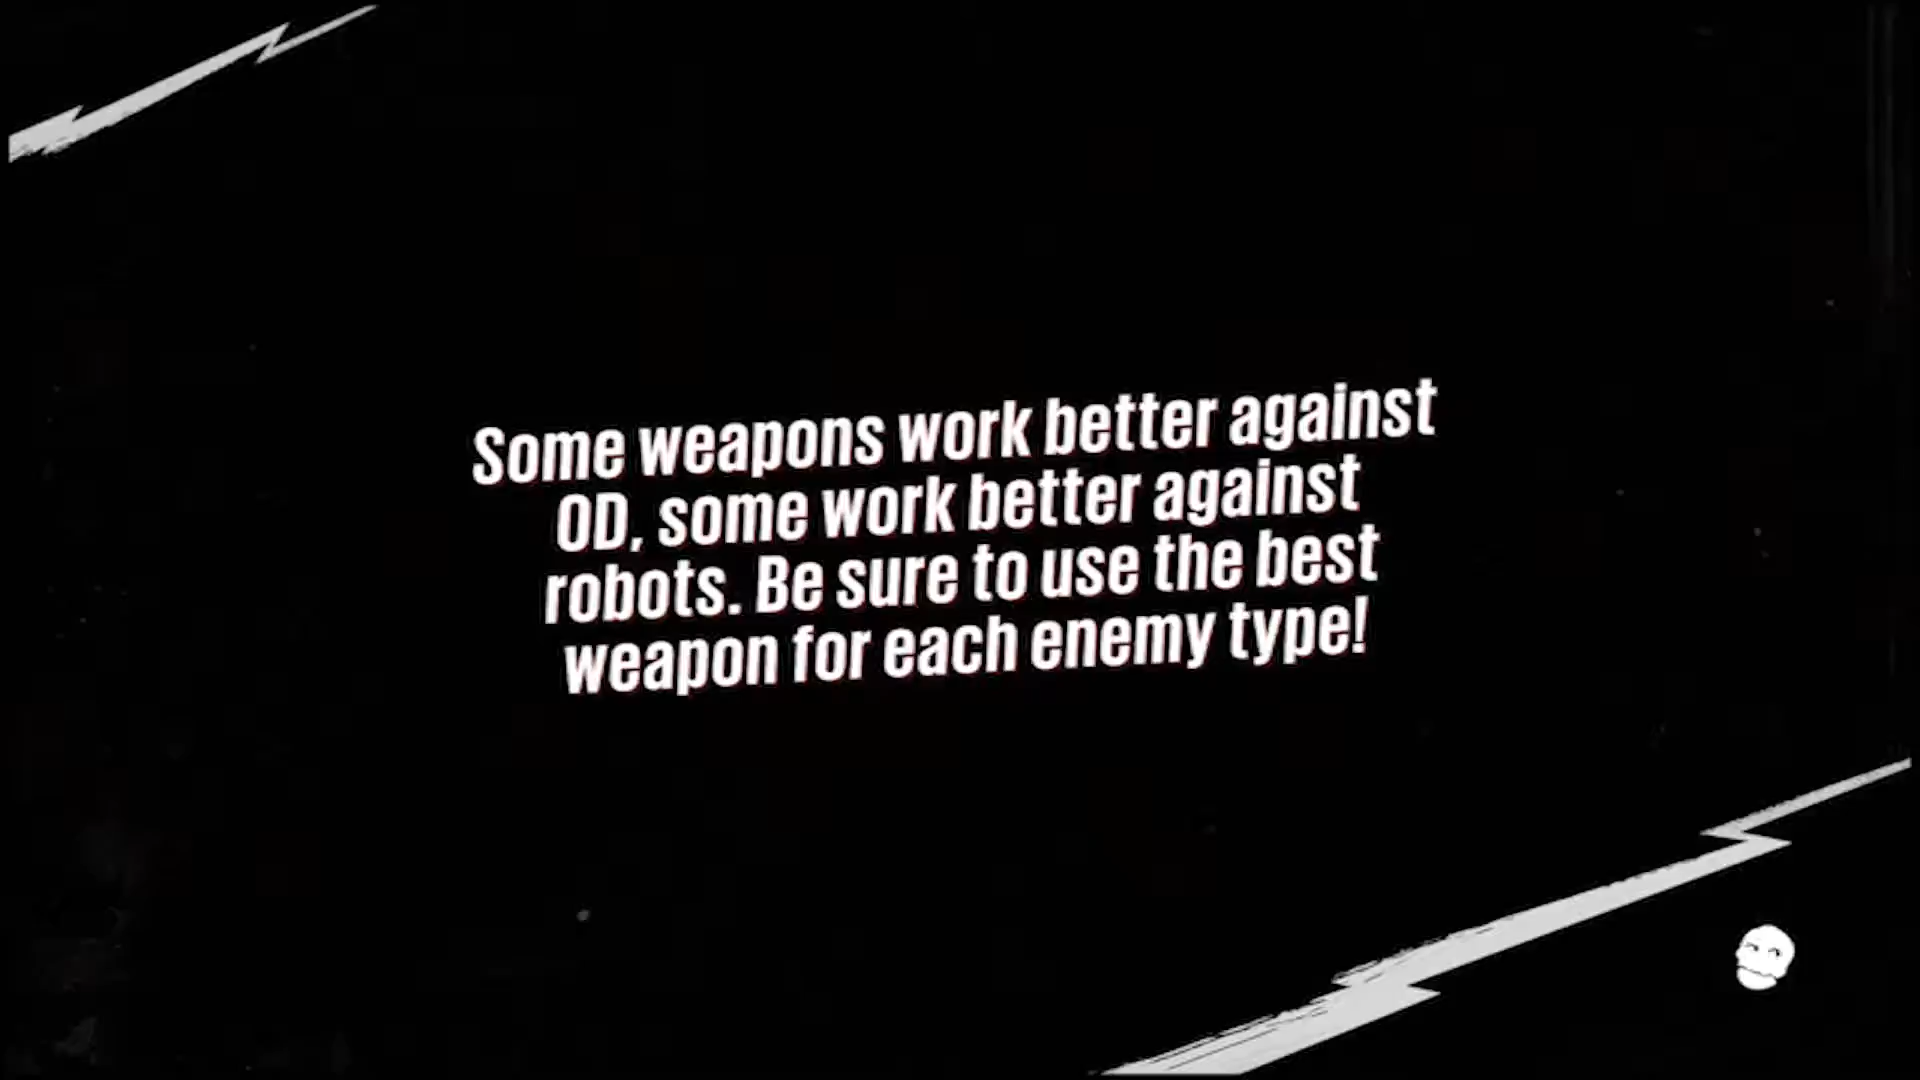 Some weapons work better against
OD, some work better against
robots. Be sure to use the best
weapon for each enemy type!